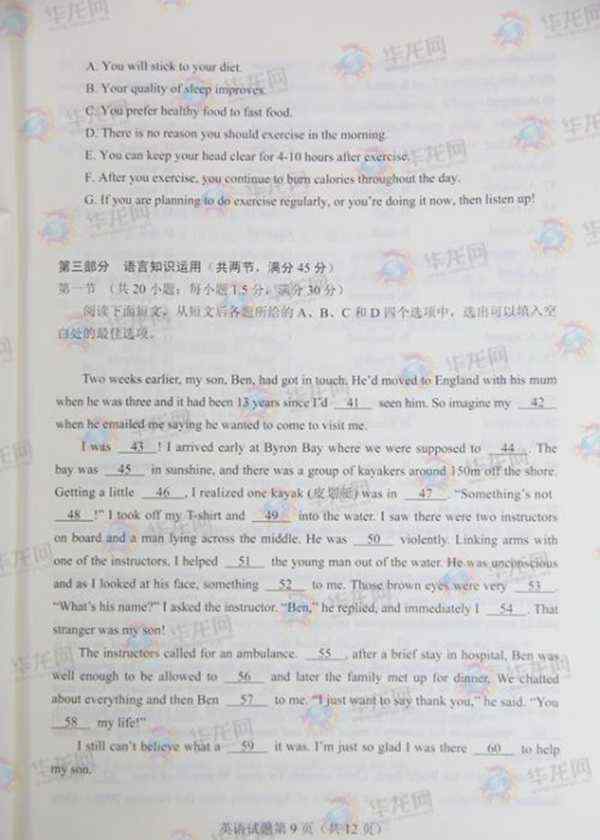 A. You will stick to your diet.
B. Your quality of sleep improves.
C. You prefer healthy food to fast food.
D. There is no reason you should exercise in the morning.
E. You can keep your head clear for 4-10 hours after exercise.
F. After you exercise, you continue to burn calories throughout the day.
G. If you are planning to do exercise regularly, or you're doing it now, then listen up!
第三部分 语言知识运用（共两节，满分 45 分）
第一节 （共 20 小题；每小题 1.5 分，满分 30 分）
阅读下面短文，从短文后各题所给的 A、B、C 和 D 四个选项中，选出可以填入空
白处的最佳选项。
Two weeks earlier, my son, Ben, had got in touch. He'd moved to England with his mum
when he was three and it had been 13 years since I'd 41 seen him. So imagine my 42
when he emailed me saying he wanted to come to visit me.
I was 43 ! I arrived early at Byron Bay where we were supposed to 44 . The
bay was 45 in sunshine, and there was a group of kayakers around 150m off the shore.
Getting a little 46 , I realized one kayak (皮划艇) was in 47 . "Something's not
48 !" I took off my T-shirt and 49 into the water. I saw there were two instructors
on board and a man lying across the middle. He was 50 violently. Linking arms with
one of the instructors, I helped 51 the young man out of the water. He was unconscious
and as I looked at his face, something 52 to me. Those brown eyes were very 53 .
"What's his name?" I asked the instructor. "Ben," he replied, and immediately I 54 . That
stranger was my son!
The instructors called for an ambulance. 55 , after a brief stay in hospital, Ben was
well enough to be allowed to 56 and later the family met up for dinner. We chatted
about everything and then Ben 57 to me. "I just want to say thank you," he said. "You
58 my life!"
I still can't believe what a 59 it was. I'm just so glad I was there 60 to help
my son.
英语试题第 9 页（共 12 页）
华龙网